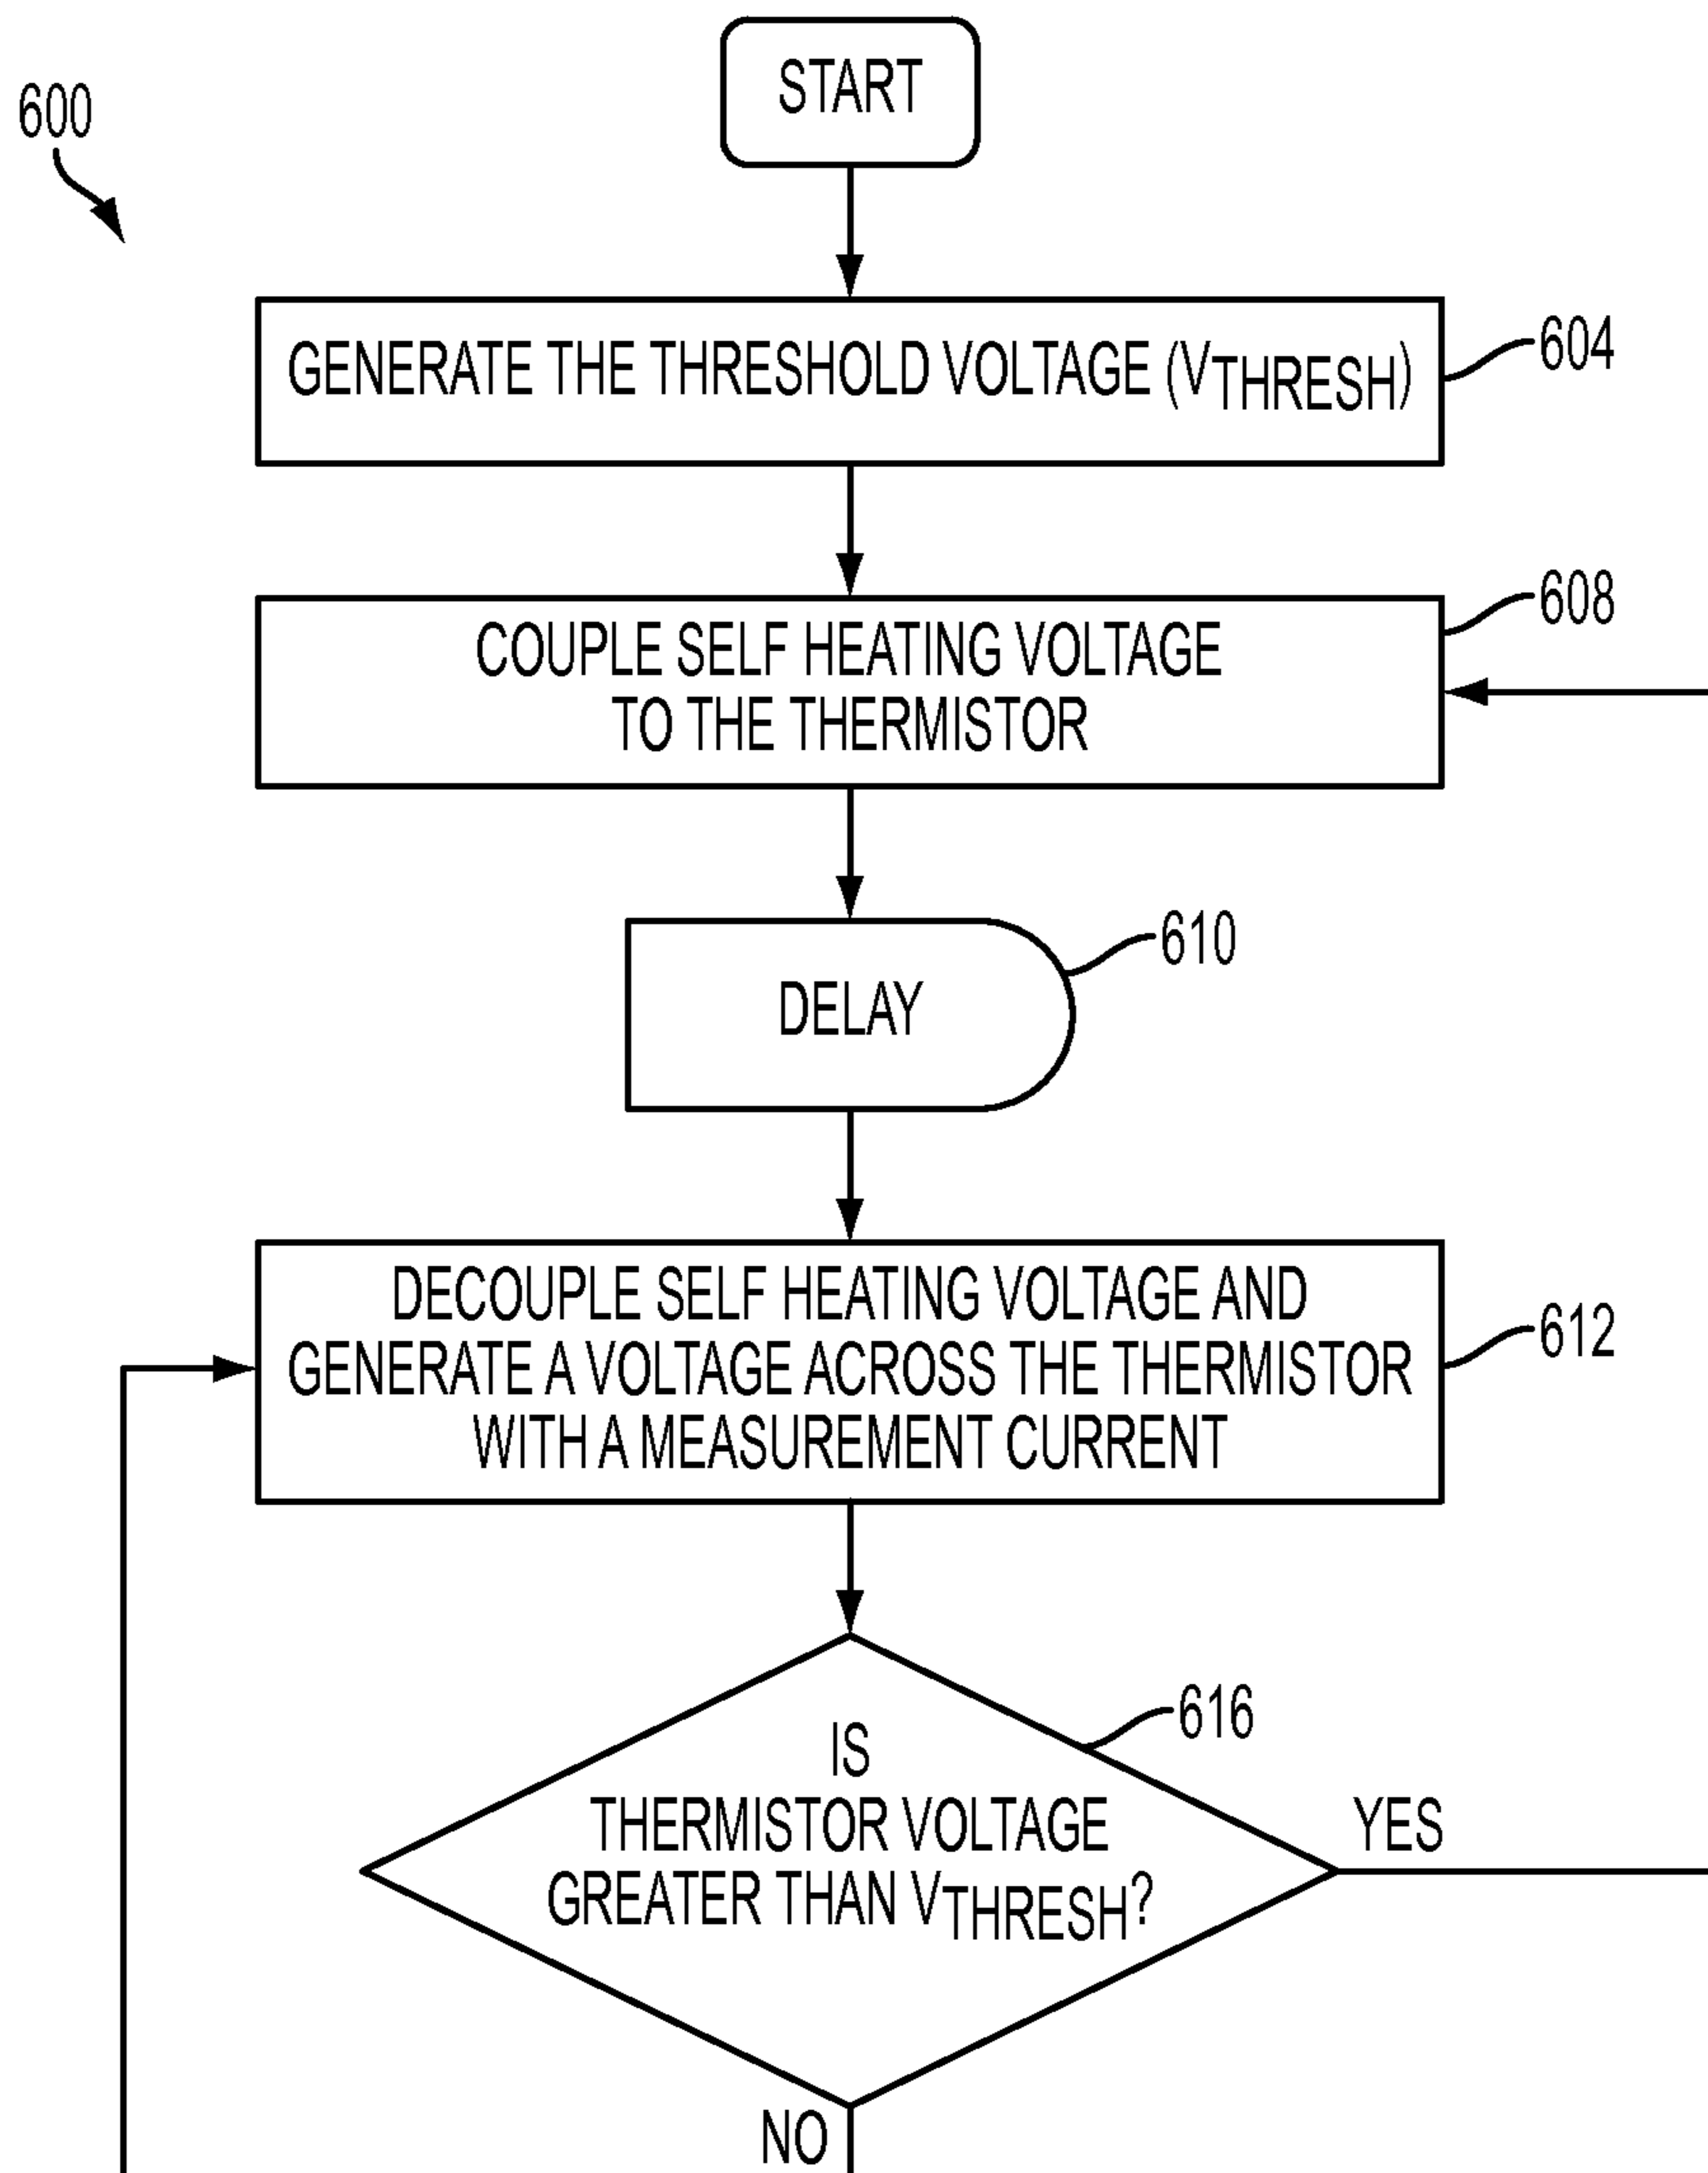 START
600
GENERATE THE THRESHOLD VOLTAGE (VTHRESH)
604
608
COUPLE SELF HEATING VOLTAGE
TO THE THERMISTOR
610
DELAY
DECOUPLE SELF HEATING VOLTAGE AND
GENERATE A VOLTAGE ACROSS THE THERMISTOR
WITH A MEASUREMENT CURRENT
612
616
IS
THERMISTOR VOLTAGE
GREATER THAN VTHRESH?
YES
NO